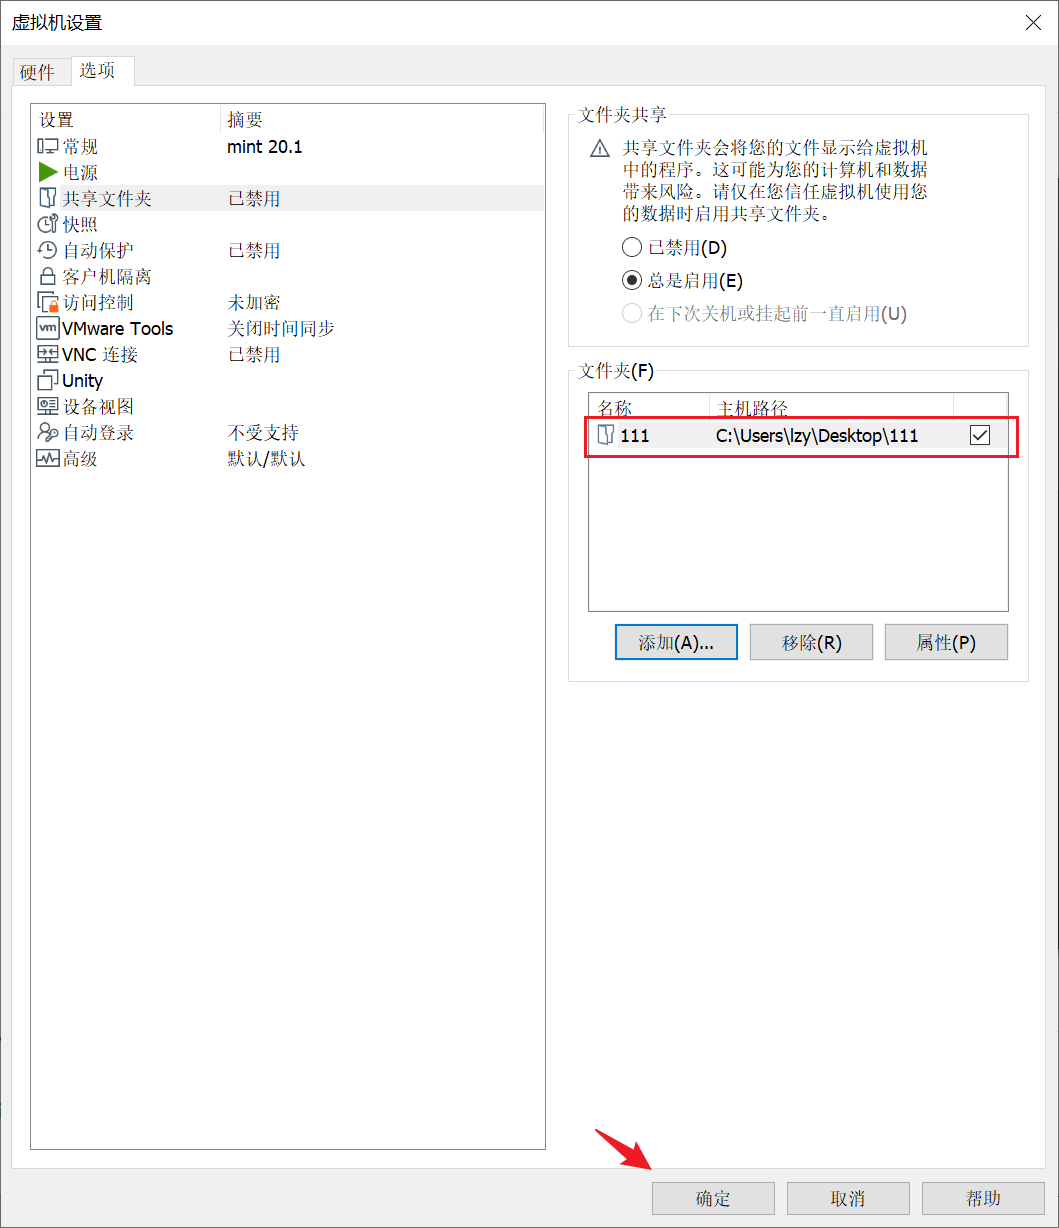 虚拟机设置
硬件 选项
设置 摘要
常规 mint 20.1
电源
共享文件夹 已禁用
快照
自动保护 已禁用
客户机隔离
访问控制 未加密
VMware Tools 关闭时间同步
VNC 连接 已禁用
Unity
设备视图
自动登录 不受支持
高级 默认/默认
文件夹共享
共享文件夹会将您的文件显示给虚拟机
中的程序。这可能为您的计算机和数据
带来风险。请仅在您信任虚拟机使用您
的数据时启用共享文件夹。
已禁用(D)
总是启用(E)
在下次关机或挂起前一直启用(U)
文件夹(F)
名称 主机路径
111 C:\Users\lzy\Desktop\111
添加(A)... 移除(R) 属性(P)
确定 取消 帮助